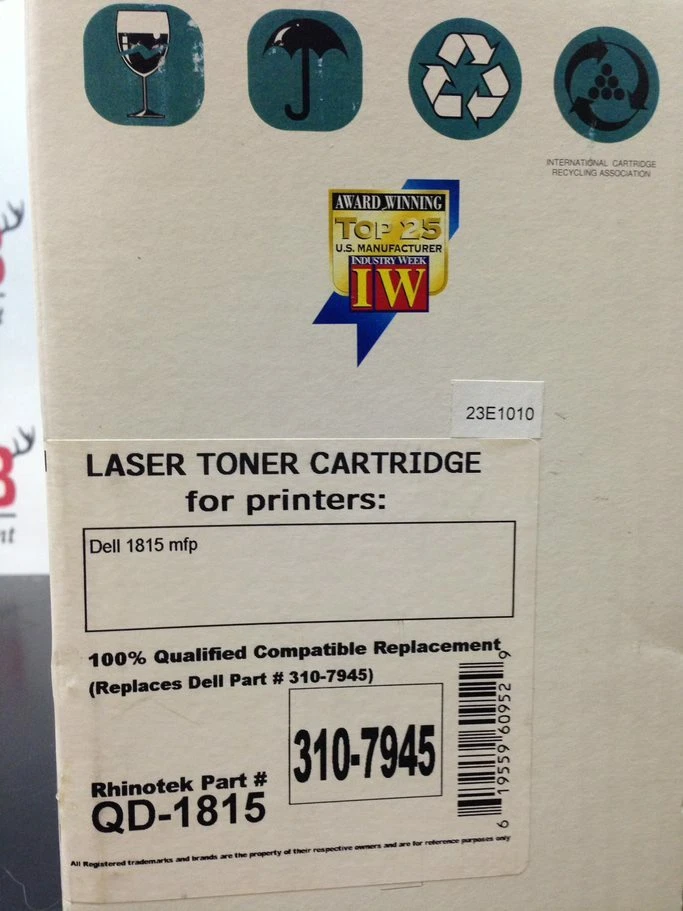 INTERNATIONAL CARTRIDGE
RECYCLING ASSOCIATION
AWARD WINNING
TOP 25
U.S. MANUFACTURER
INDUSTRY WEEK
IW
23E1010
LASER TONER CARTRIDGE
for printers:
Dell 1815 mfp
100% Qualified Compatible Replacement
(Replaces Dell Part # 310-7945)
310-7945
Rhinotek Part #
QD-1815
6 19559 60952 9
All Registered trademarks and brands are the property of their respective owners and are for reference purposes only